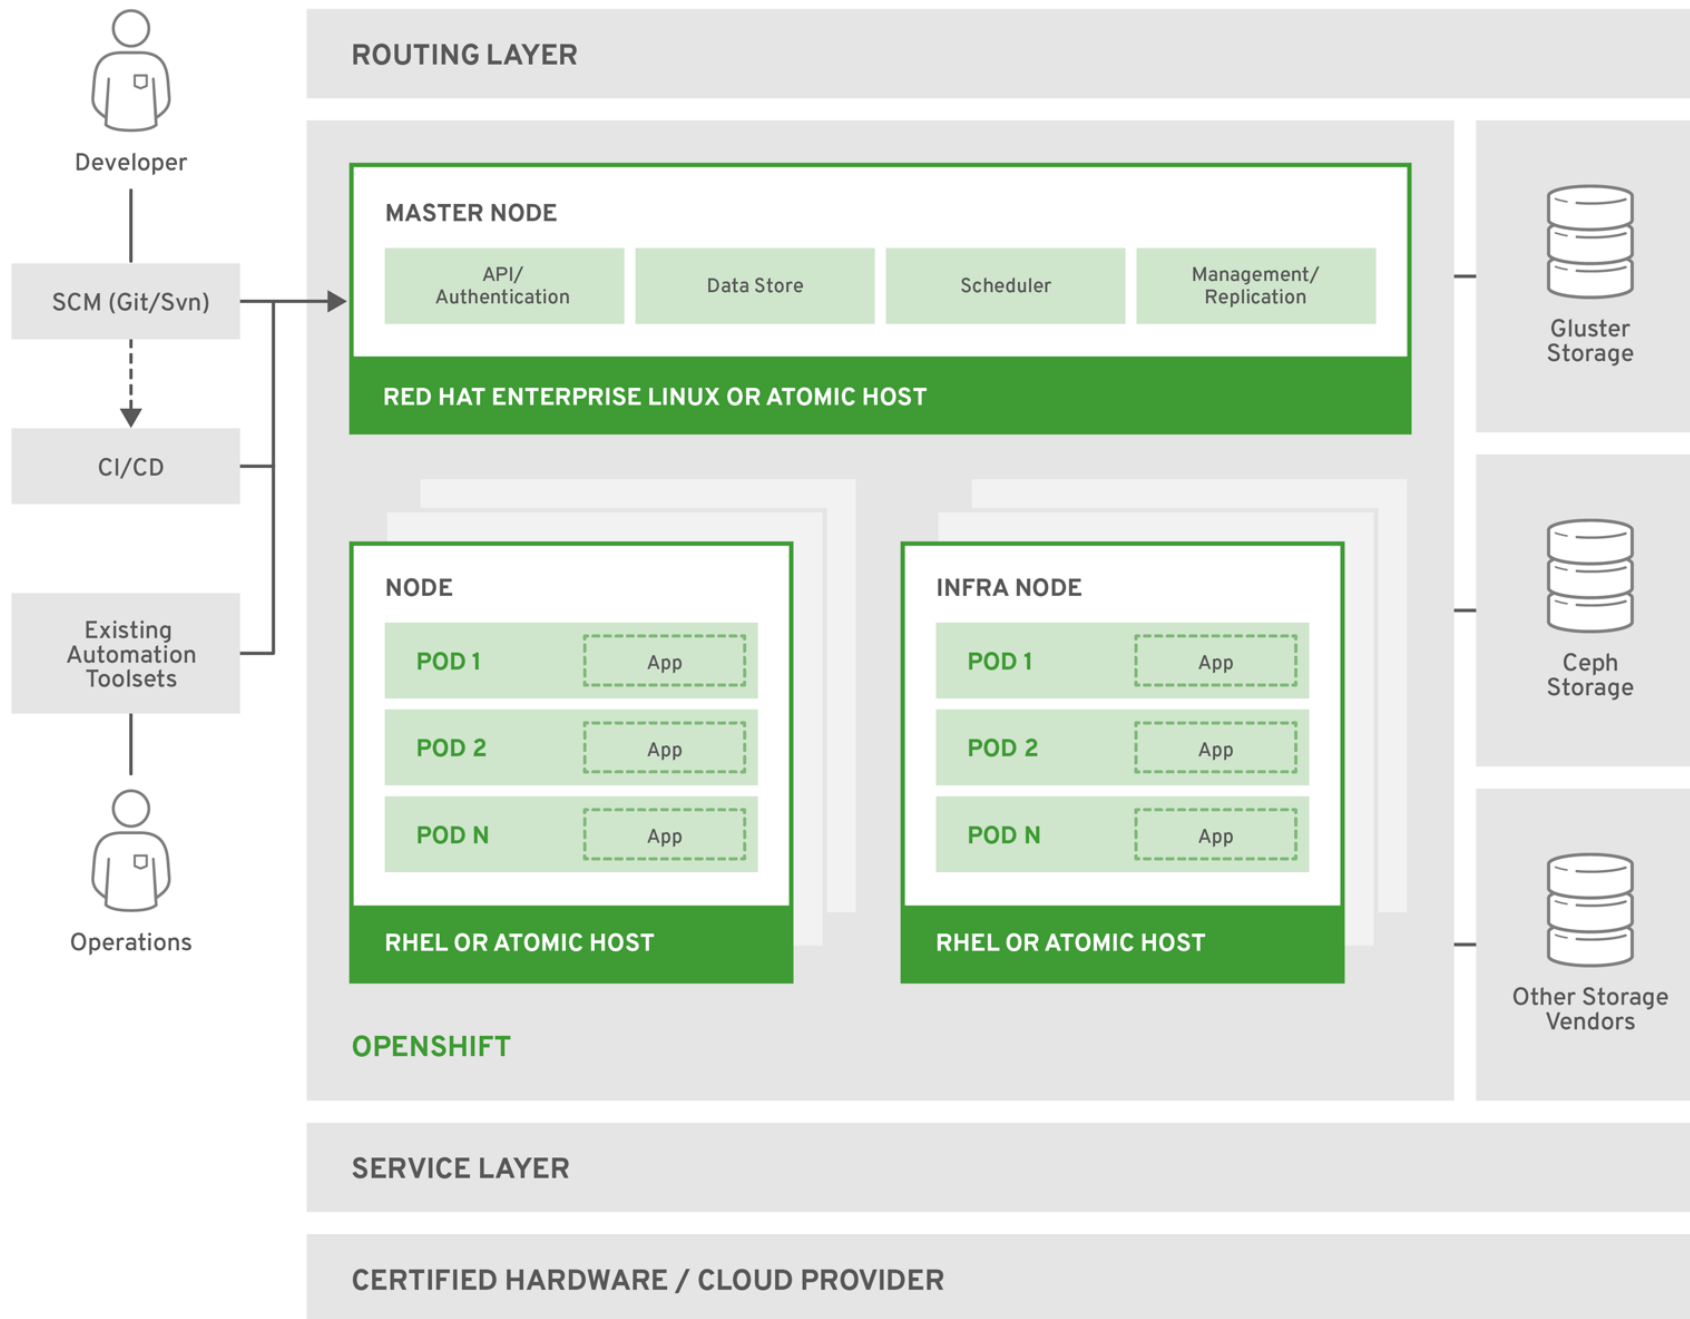 ROUTING LAYER
Developer
SCM (Git/Svn)
CI/CD
Existing
Automation
Toolsets
Operations
MASTER NODE
API/
Authentication
Data Store
Scheduler
Management/
Replication
RED HAT ENTERPRISE LINUX OR ATOMIC HOST
NODE
POD 1
App
POD 2
App
POD N
App
RHEL OR ATOMIC HOST
INFRA NODE
POD 1
App
POD 2
App
POD N
App
RHEL OR ATOMIC HOST
OPENSHIFT
Gluster
Storage
Ceph
Storage
Other Storage
Vendors
SERVICE LAYER
CERTIFIED HARDWARE / CLOUD PROVIDER